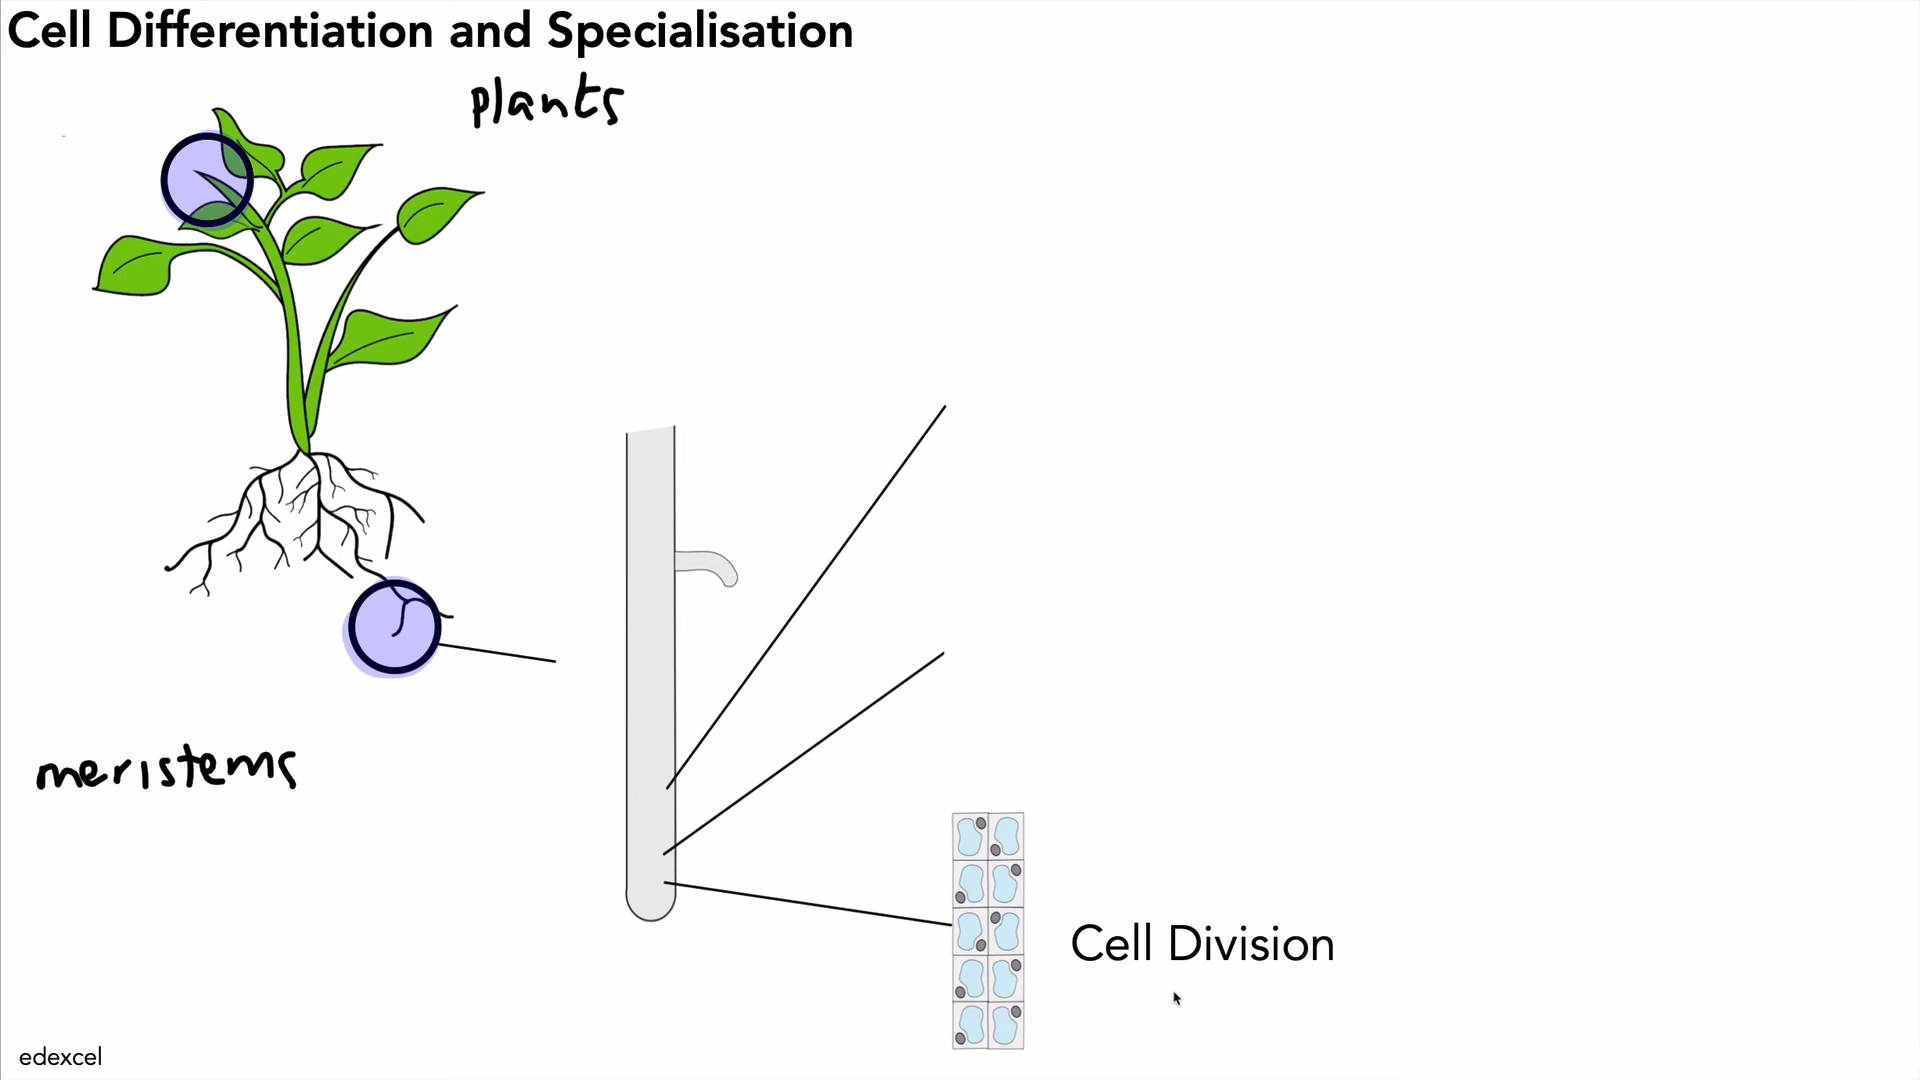 Cell Differentiation and Specialisation
plants
meristems
Cell Division
edexcel